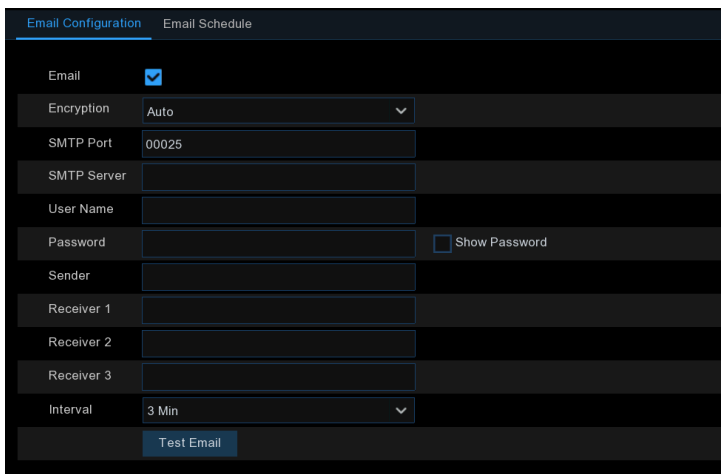 Email Configuration Email Schedule
Email
Encryption Auto
SMTP Port 00025
SMTP Server
User Name
Password Show Password
Sender
Receiver 1
Receiver 2
Receiver 3
Interval 3 Min
Test Email